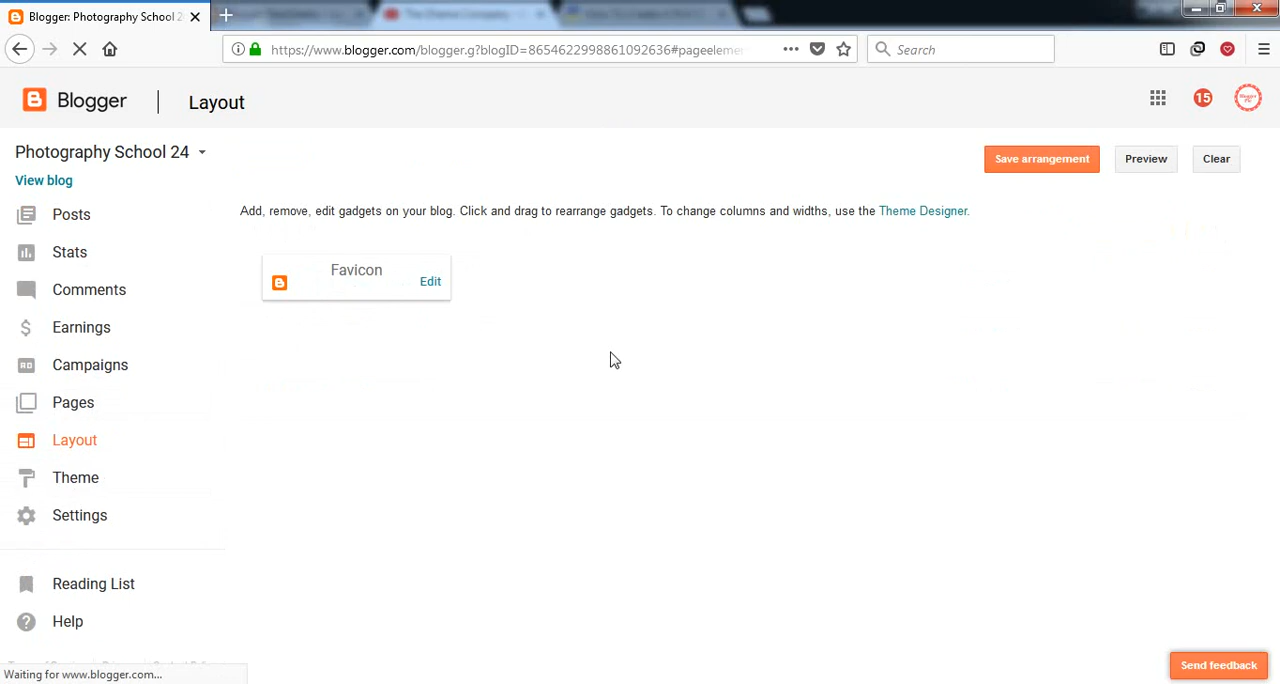 Blogger: Photography School 2
https://www.blogger.com/blogger.g?blogID=8654622998861092636#pageeleme
Search
Blogger
Layout
15
Photography School 24
View blog
Save arrangement
Preview
Clear
Add, remove, edit gadgets on your blog. Click and drag to rearrange gadgets. To change columns and widths, use the Theme Designer.
Favicon
Edit
Posts
Stats
Comments
Earnings
Campaigns
Pages
Layout
Theme
Settings
Reading List
Help
Waiting for www.blogger.com...
Send feedback